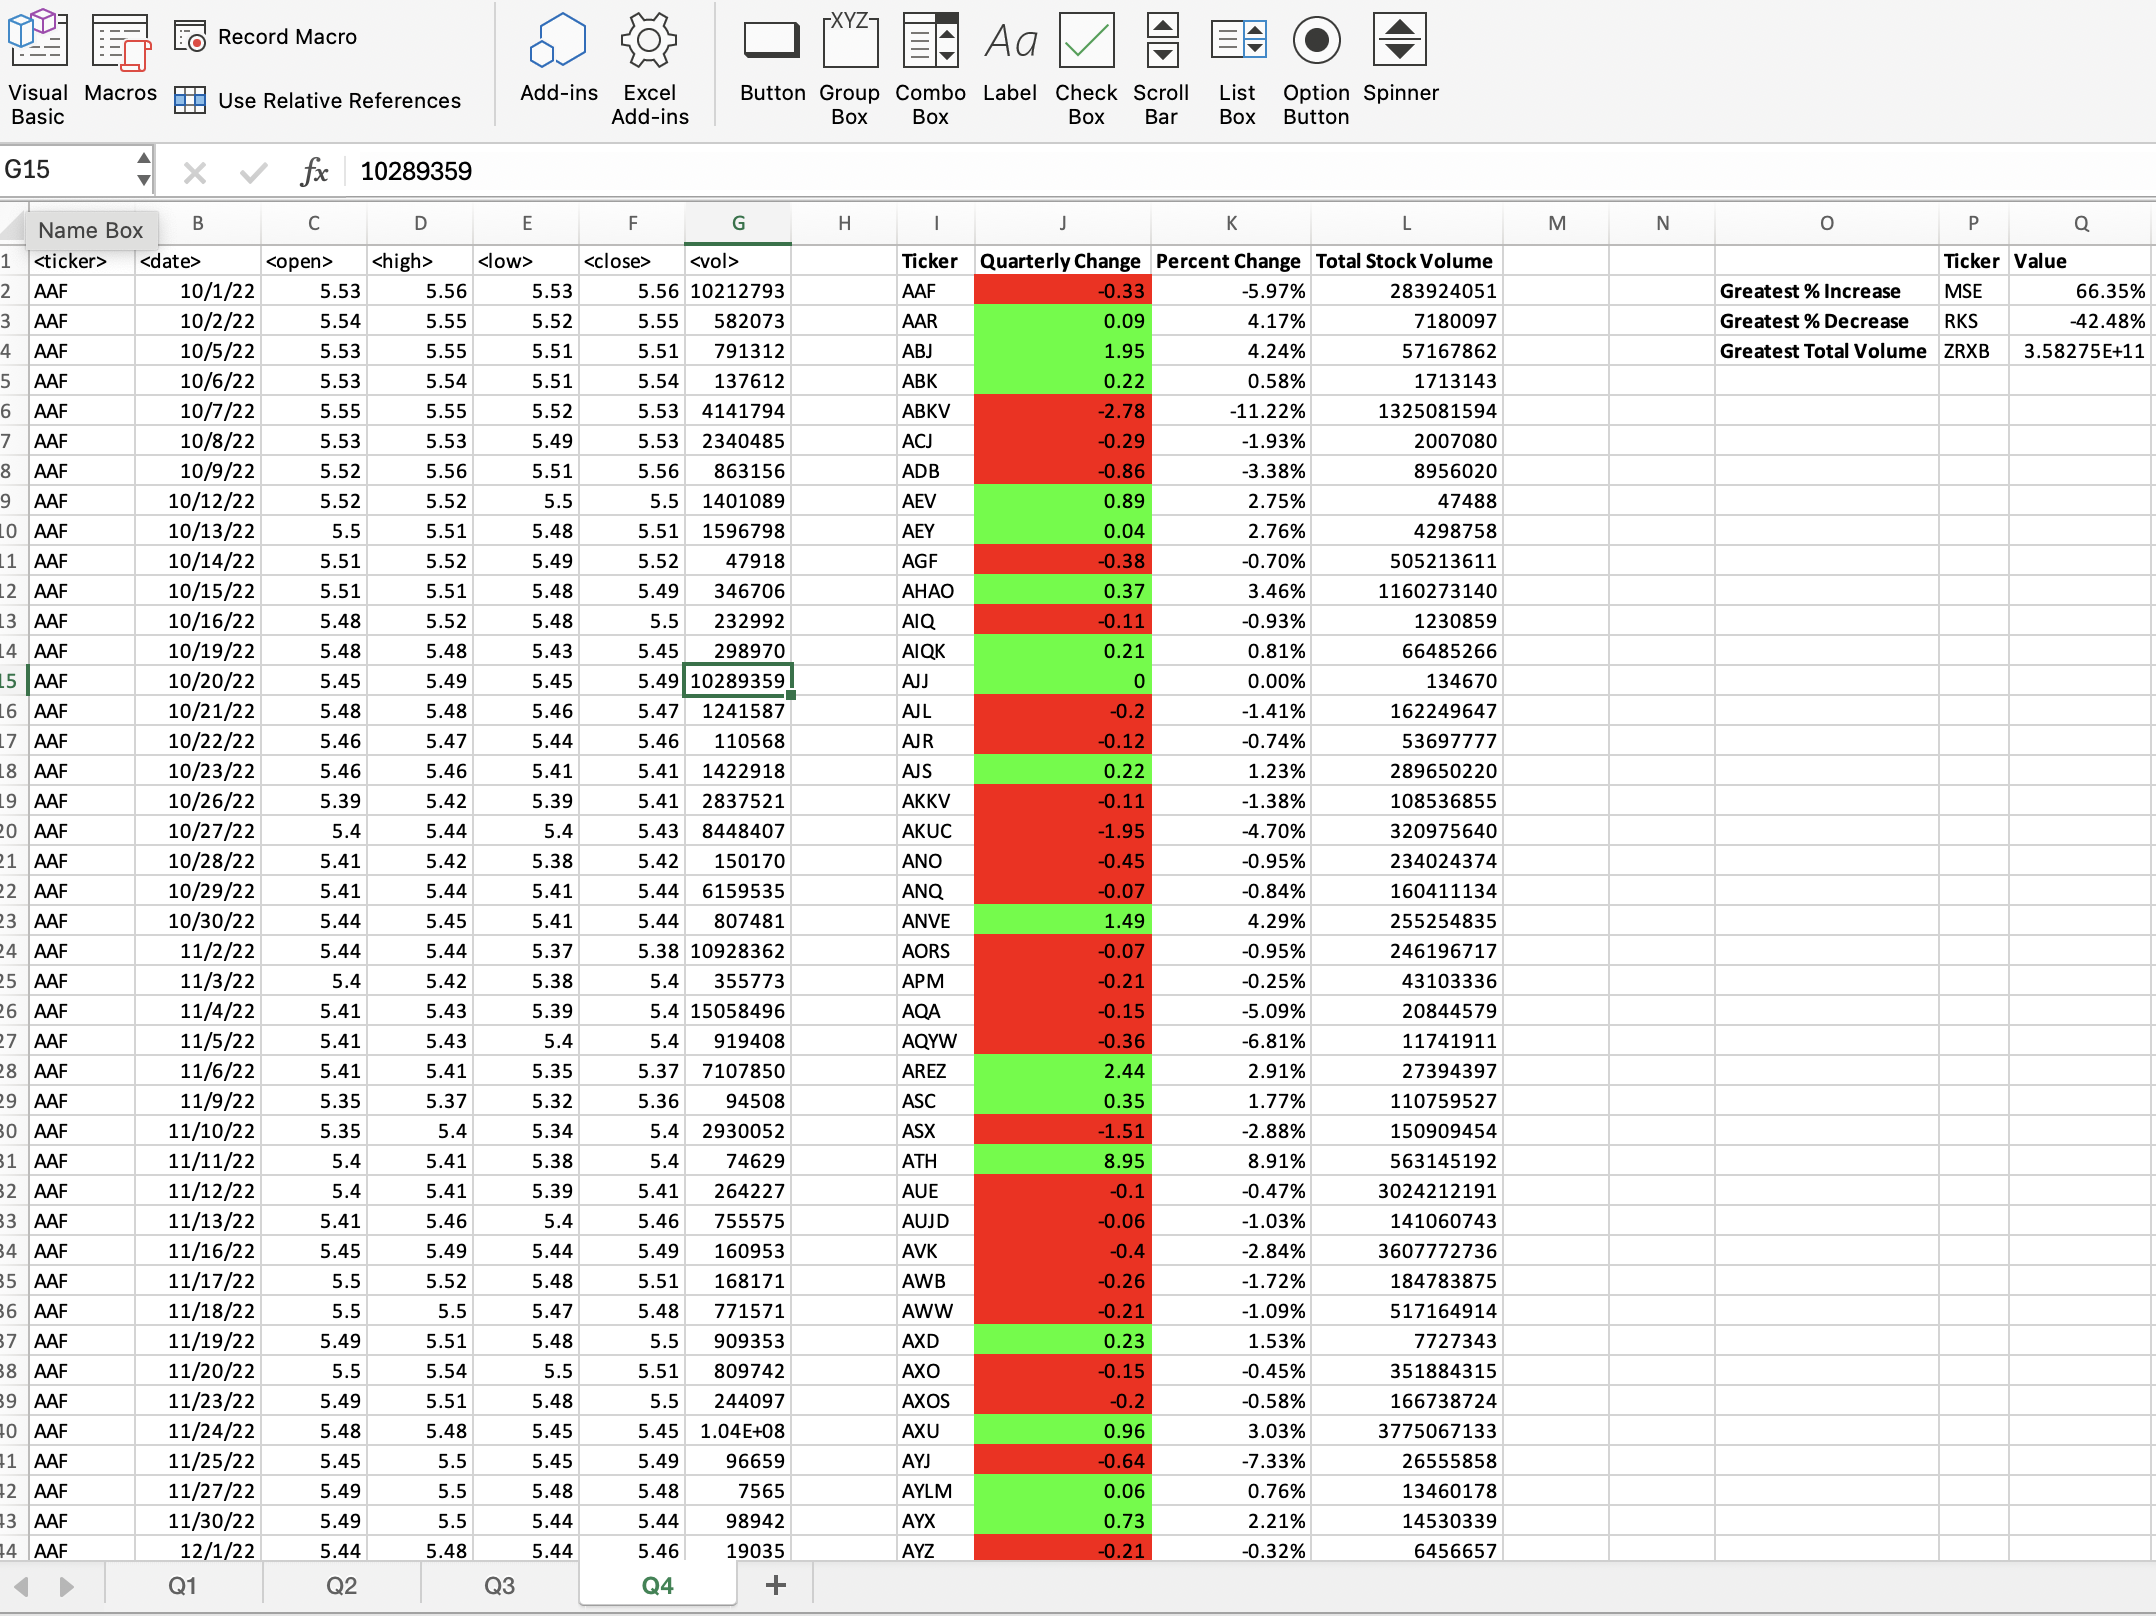 Visual Basic
Macros
Record Macro
Use Relative References
Add-ins
Excel Add-ins
Button
XYZ
Group Box
Combo Box
Aa
Label
Check Box
Scroll Bar
List Box
Option Button
Spinner
G15 fx 10289359
Name Box
B C D E F G H I J K L M N O P Q
1 <ticker> <date> <open> <high> <low> <close> <vol> Ticker Quarterly Change Percent Change Total Stock Volume Ticker Value
2 AAF 10/1/22 5.53 5.56 5.53 5.56 10212793 AAF -0.33 -5.97% 283924051 Greatest % Increase MSE 66.35%
3 AAF 10/2/22 5.54 5.55 5.52 5.55 582073 AAR 0.09 4.17% 7180097 Greatest % Decrease RKS -42.48%
4 AAF 10/5/22 5.53 5.55 5.51 5.51 791312 ABJ 1.95 4.24% 57167862 Greatest Total Volume ZRXB 3.58275E+11
5 AAF 10/6/22 5.53 5.54 5.51 5.54 137612 ABK 0.22 0.58% 1713143
6 AAF 10/7/22 5.55 5.55 5.52 5.53 4141794 ABKV -2.78 -11.22% 1325081594
7 AAF 10/8/22 5.53 5.53 5.49 5.53 2340485 ACJ -0.29 -1.93% 2007080
8 AAF 10/9/22 5.52 5.56 5.51 5.56 863156 ADB -0.86 -3.38% 8956020
9 AAF 10/12/22 5.52 5.52 5.5 5.5 1401089 AEV 0.89 2.75% 47488
10 AAF 10/13/22 5.5 5.51 5.48 5.51 1596798 AEY 0.04 2.76% 4298758
11 AAF 10/14/22 5.51 5.52 5.49 5.52 47918 AGF -0.38 -0.70% 505213611
12 AAF 10/15/22 5.51 5.51 5.48 5.49 346706 AHAO 0.37 3.46% 1160273140
13 AAF 10/16/22 5.48 5.52 5.48 5.5 232992 AIQ -0.11 -0.93% 1230859
14 AAF 10/19/22 5.48 5.48 5.43 5.45 298970 AIQK 0.21 0.81% 66485266
15 AAF 10/20/22 5.45 5.49 5.45 5.49 10289359 AJJ 0 0.00% 134670
16 AAF 10/21/22 5.48 5.48 5.46 5.47 1241587 AJL -0.2 -1.41% 162249647
17 AAF 10/22/22 5.46 5.47 5.44 5.46 110568 AJR -0.12 -0.74% 53697777
18 AAF 10/23/22 5.46 5.46 5.41 5.41 1422918 AJS 0.22 1.23% 289650220
19 AAF 10/26/22 5.39 5.42 5.39 5.41 2837521 AKKV -0.11 -1.38% 108536855
20 AAF 10/27/22 5.4 5.44 5.4 5.43 8448407 AKUC -1.95 -4.70% 320975640
21 AAF 10/28/22 5.41 5.42 5.38 5.42 150170 ANO -0.45 -0.95% 234024374
22 AAF 10/29/22 5.41 5.44 5.41 5.44 6159535 ANQ -0.07 -0.84% 160411134
23 AAF 10/30/22 5.44 5.45 5.41 5.44 807481 ANVE 1.49 4.29% 255254835
24 AAF 11/2/22 5.44 5.44 5.37 5.38 10928362 AORS -0.07 -0.95% 246196717
25 AAF 11/3/22 5.4 5.42 5.38 5.4 355773 APM -0.21 -0.25% 43103336
26 AAF 11/4/22 5.41 5.43 5.39 5.4 15058496 AQA -0.15 -5.09% 20844579
27 AAF 11/5/22 5.41 5.43 5.4 5.4 919408 AQYW -0.36 -6.81% 11741911
28 AAF 11/6/22 5.41 5.41 5.35 5.37 7107850 AREZ 2.44 2.91% 27394397
29 AAF 11/9/22 5.35 5.37 5.32 5.36 94508 ASC 0.35 1.77% 110759527
30 AAF 11/10/22 5.35 5.4 5.34 5.4 2930052 ASX -1.51 -2.88% 150909454
31 AAF 11/11/22 5.4 5.41 5.38 5.4 74629 ATH 8.95 8.91% 563145192
32 AAF 11/12/22 5.4 5.41 5.39 5.41 264227 AUE -0.1 -0.47% 3024212191
33 AAF 11/13/22 5.41 5.46 5.4 5.46 755575 AUJD -0.06 -1.03% 141060743
34 AAF 11/16/22 5.45 5.49 5.44 5.49 160953 AVK -0.4 -2.84% 3607772736
35 AAF 11/17/22 5.5 5.52 5.48 5.51 168171 AWB -0.26 -1.72% 184783875
36 AAF 11/18/22 5.5 5.5 5.47 5.48 771571 AWW -0.21 -1.09% 517164914
37 AAF 11/19/22 5.49 5.51 5.48 5.5 909353 AXD 0.23 1.53% 7727343
38 AAF 11/20/22 5.5 5.54 5.5 5.51 809742 AXO -0.15 -0.45% 351884315
39 AAF 11/23/22 5.49 5.51 5.48 5.5 244097 AXOS -0.2 -0.58% 166738724
40 AAF 11/24/22 5.48 5.48 5.45 5.45 1.04E+08 AXU 0.96 3.03% 3775067133
41 AAF 11/25/22 5.45 5.5 5.45 5.49 96659 AYJ -0.64 -7.33% 26555858
42 AAF 11/27/22 5.49 5.5 5.48 5.48 7565 AYLM 0.06 0.76% 13460178
43 AAF 11/30/22 5.49 5.5 5.44 5.44 98942 AYX 0.73 2.21% 14530339
44 AAF 12/1/22 5.44 5.48 5.44 5.46 19035 AYZ -0.21 -0.32% 6456657
Q1 Q2 Q3 Q4 +